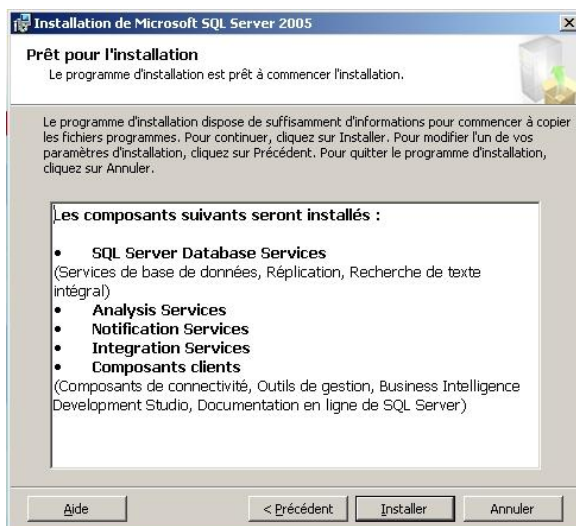 Installation de Microsoft SQL Server 2005
Prêt pour l'installation
Le programme d'installation est prêt à commencer l'installation.
Le programme d'installation dispose de suffisamment d'informations pour commencer à copier
les fichiers programmes. Pour continuer, cliquez sur Installer. Pour modifier l'un de vos
paramètres d'installation, cliquez sur Précédent. Pour quitter le programme d'installation,
cliquez sur Annuler.
Les composants suivants seront installés :
• SQL Server Database Services
(Services de base de données, Réplication, Recherche de texte
intégral)
• Analysis Services
• Notification Services
• Integration Services
• Composants clients
(Composants de connectivité, Outils de gestion, Business Intelligence
Development Studio, Documentation en ligne de SQL Server)
Aide
< Précédent
Installer
Annuler